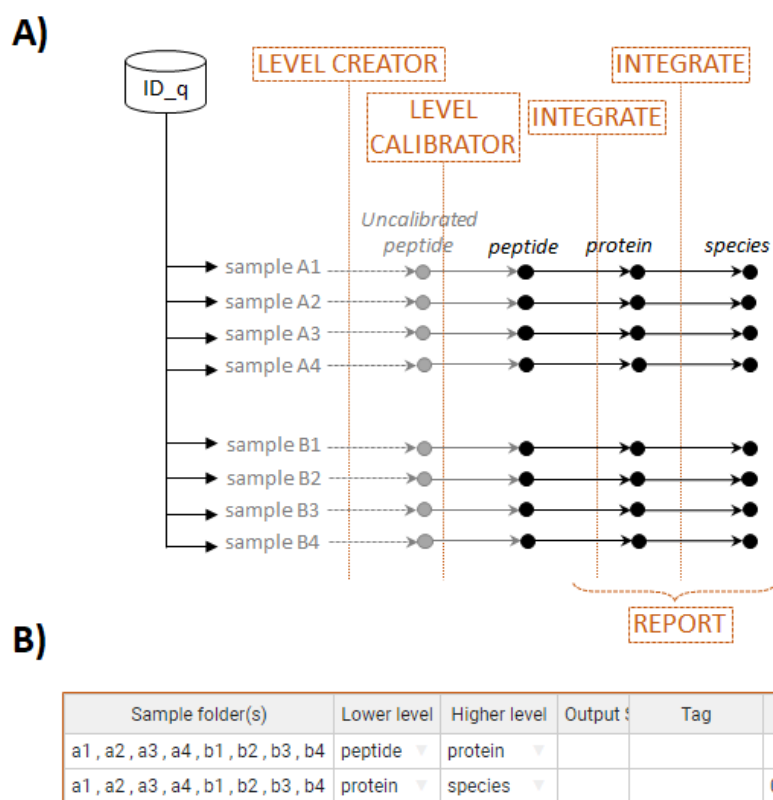 A)
ID_q
LEVEL CREATOR
INTEGRATE
LEVEL
CALIBRATOR
INTEGRATE
Uncalibrated
peptide
peptide
protein
species
sample A1
sample A2
sample A3
sample A4
sample B1
sample B2
sample B3
sample B4
REPORT
B)
Sample folder(s) Lower level Higher level Output Tag
a1 , a2 , a3 , a4 , b1 , b2 , b3 , b4 peptide protein
a1 , a2 , a3 , a4 , b1 , b2 , b3 , b4 protein species